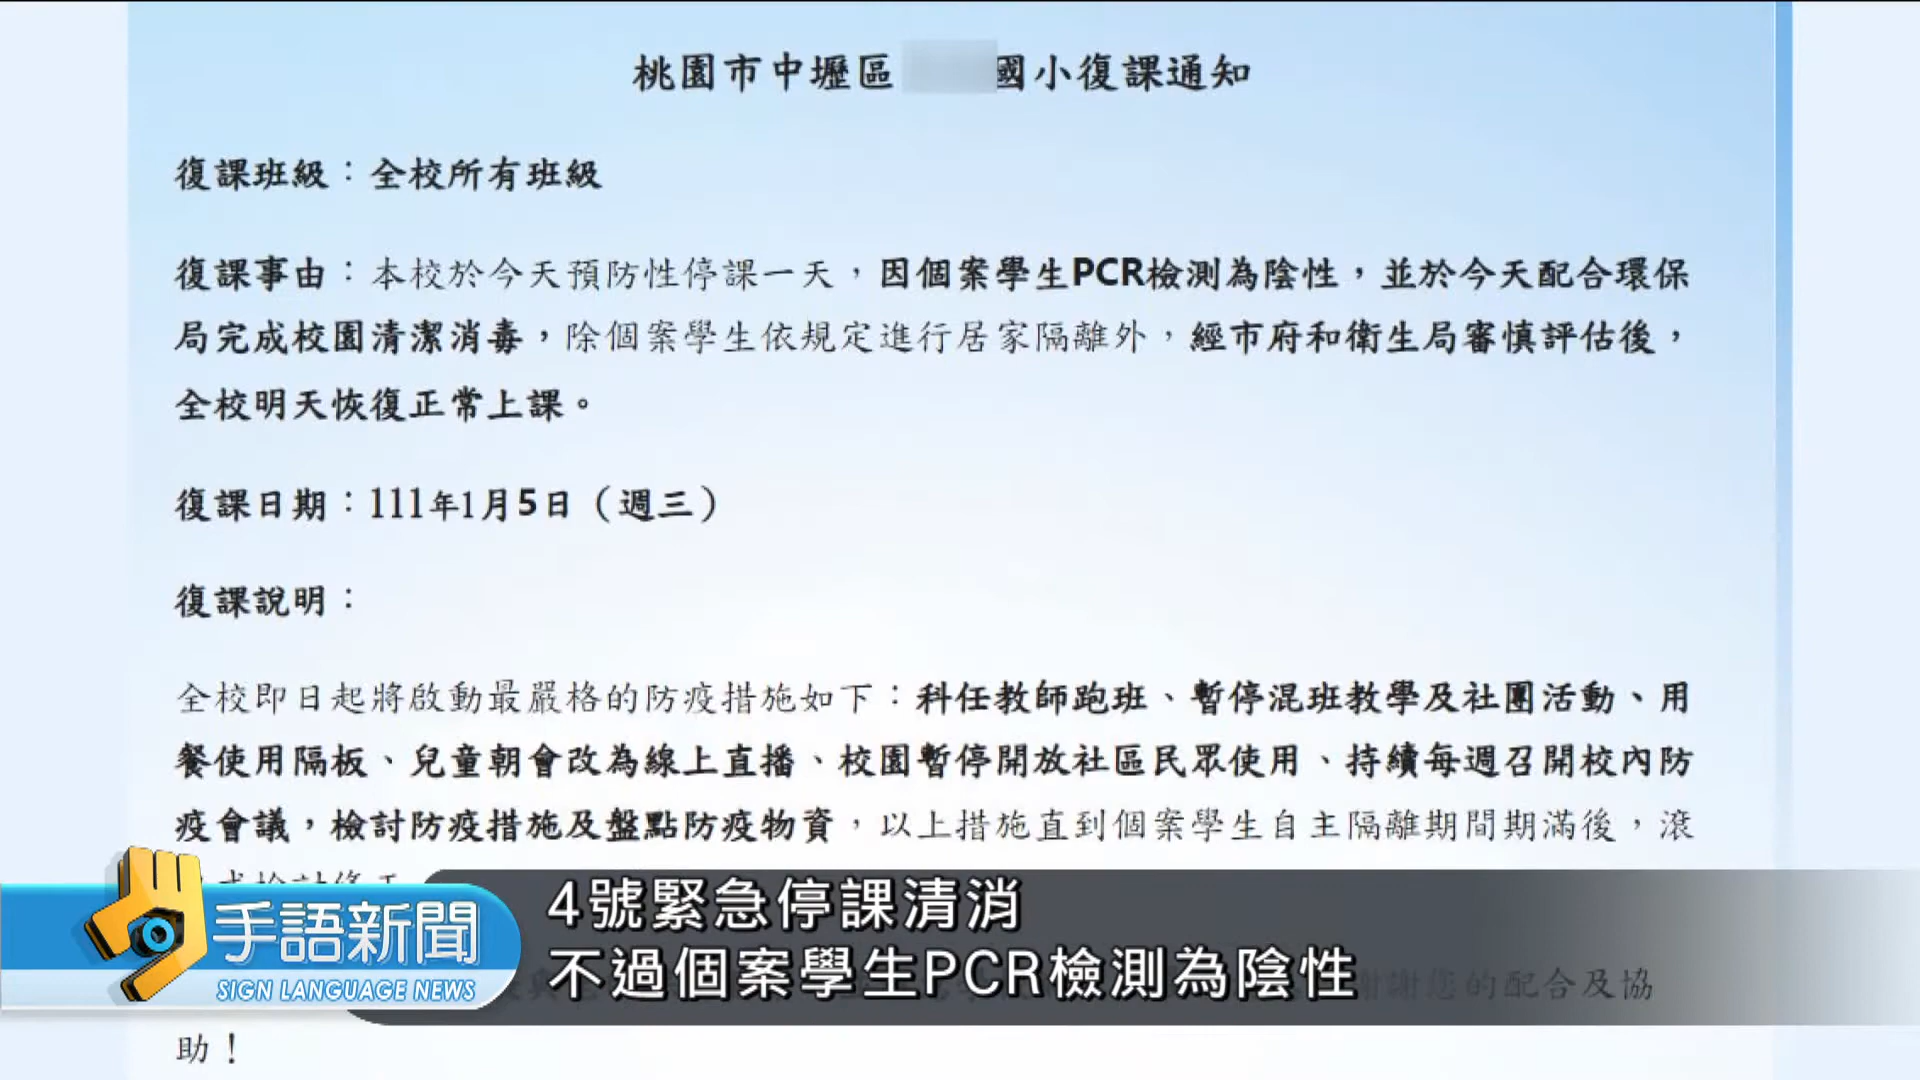 桃園市中壢區 國小復課通知
復課班級：全校所有班級
復課事由：本校於今天預防性停課一天，因個案學生PCR檢測為陰性，並於今天配合環保
局完成校園清潔消毒，除個案學生依規定進行居家隔離外，經市府和衛生局審慎評估後，
全校明天恢復正常上課。
復課日期：111年1月5日（週三）
復課說明：
全校即日起將啟動最嚴格的防疫措施如下：科任教師跑班、暫停混班教學及社團活動、用
餐使用隔板、兒童朝會改為線上直播、校園暫停開放社區民眾使用、持續每週召開校內防
疫會議，檢討防疫措施及盤點防疫物資，以上措施直到個案學生自主隔離期間期滿後，滾
4號緊急停課清消
手語新聞
SIGN LANGUAGE NEWS
不過個案學生PCR檢測為陰性
謝謝您的配合及協
助！